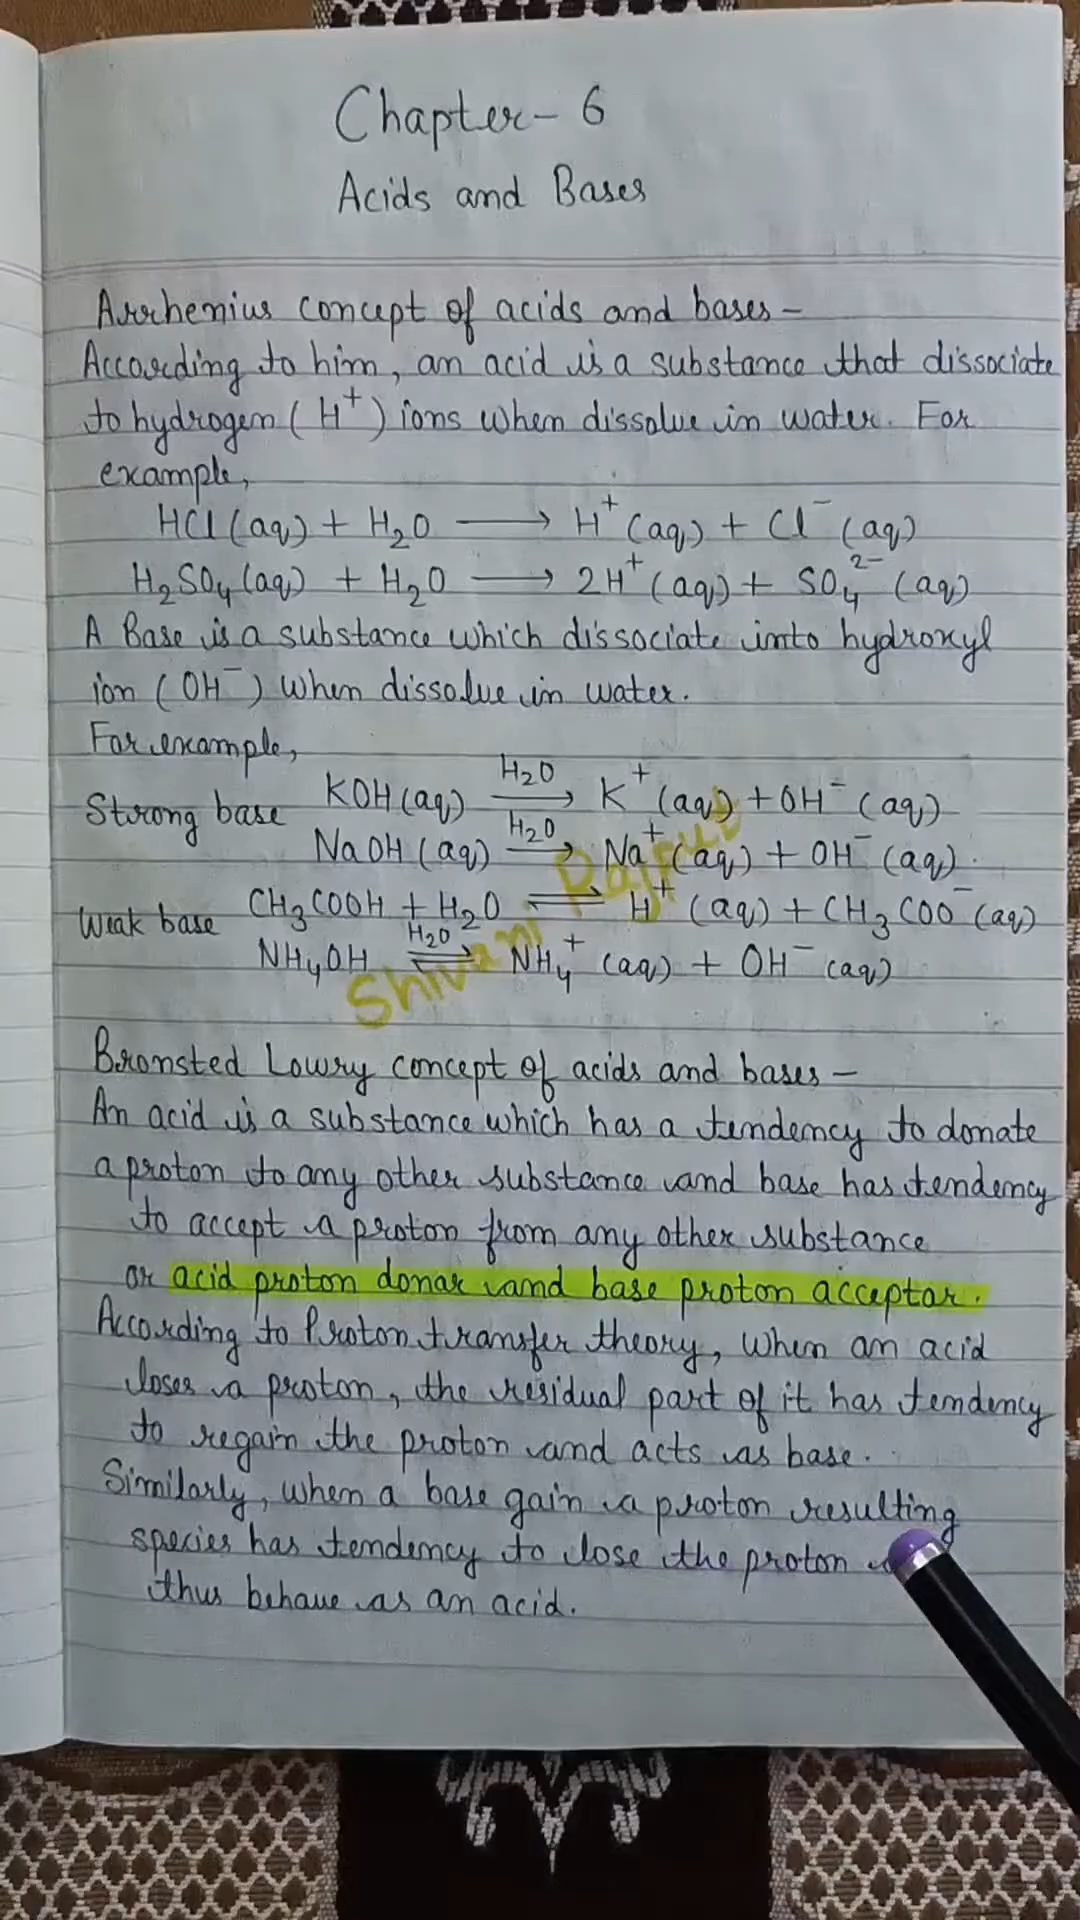 Chapter- 6
Acids and Bases
Arrhenius concept of acids and bases -
According to him, an acid is a substance that dissociate
to hydrogen (H⁺) ions when dissolve in water. For
example,
HCl (aq) + H₂O ⟶ H⁺ (aq) + Cl⁻ (aq)
H₂SO₄ (aq) + H₂O ⟶ 2H⁺ (aq) + SO₄²⁻ (aq)
A Base is a substance which dissociate into hydroxyl
ion (OH⁻) when dissolve in water.
For example,
Strong base KOH (aq) H₂O ⟶ K⁺ (aq) + OH⁻ (aq)
NaOH (aq) H₂O ⟶ Na⁺ (aq) + OH⁻ (aq).
Weak base CH₃COOH + H₂O ⇌ H⁺ (aq) + CH₃COO⁻ (aq)
NH₄OH H₂O ⇌ NH₄⁺ (aq) + OH⁻ (aq)
Shivani
Bronsted Lowry concept of acids and bases -
An acid is a substance which has a tendency to donate
a proton to any other substance and base has tendency
to accept a proton from any other substance
or acid proton donar and base proton acceptor.
According to Proton transfer theory, when an acid
loses a proton, the residual part of it has tendency
to regain the proton and acts as base.
Similarly, when a base gain a proton resulting
species has tendency to lose the proton
thus behave as an acid.